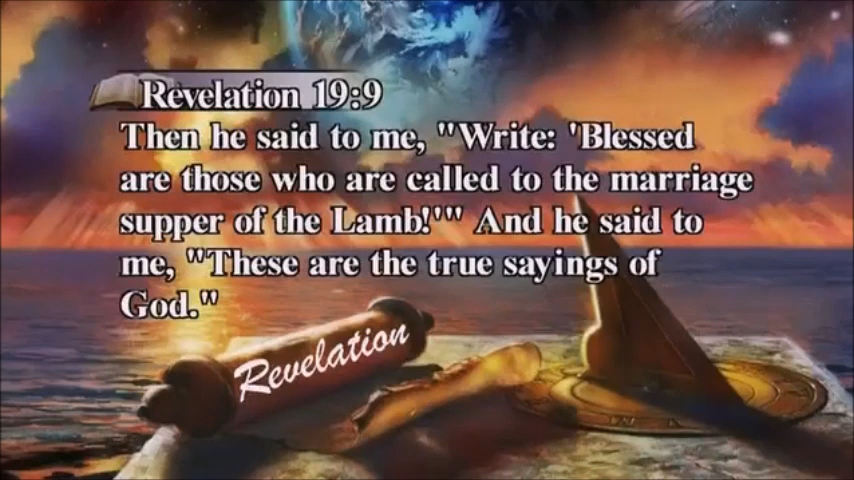 Revelation 19:9
Then he said to me, "Write: 'Blessed
are those who are called to the marriage
supper of the Lamb!'" And he said to
me, "These are the true sayings of
God."
Revelation